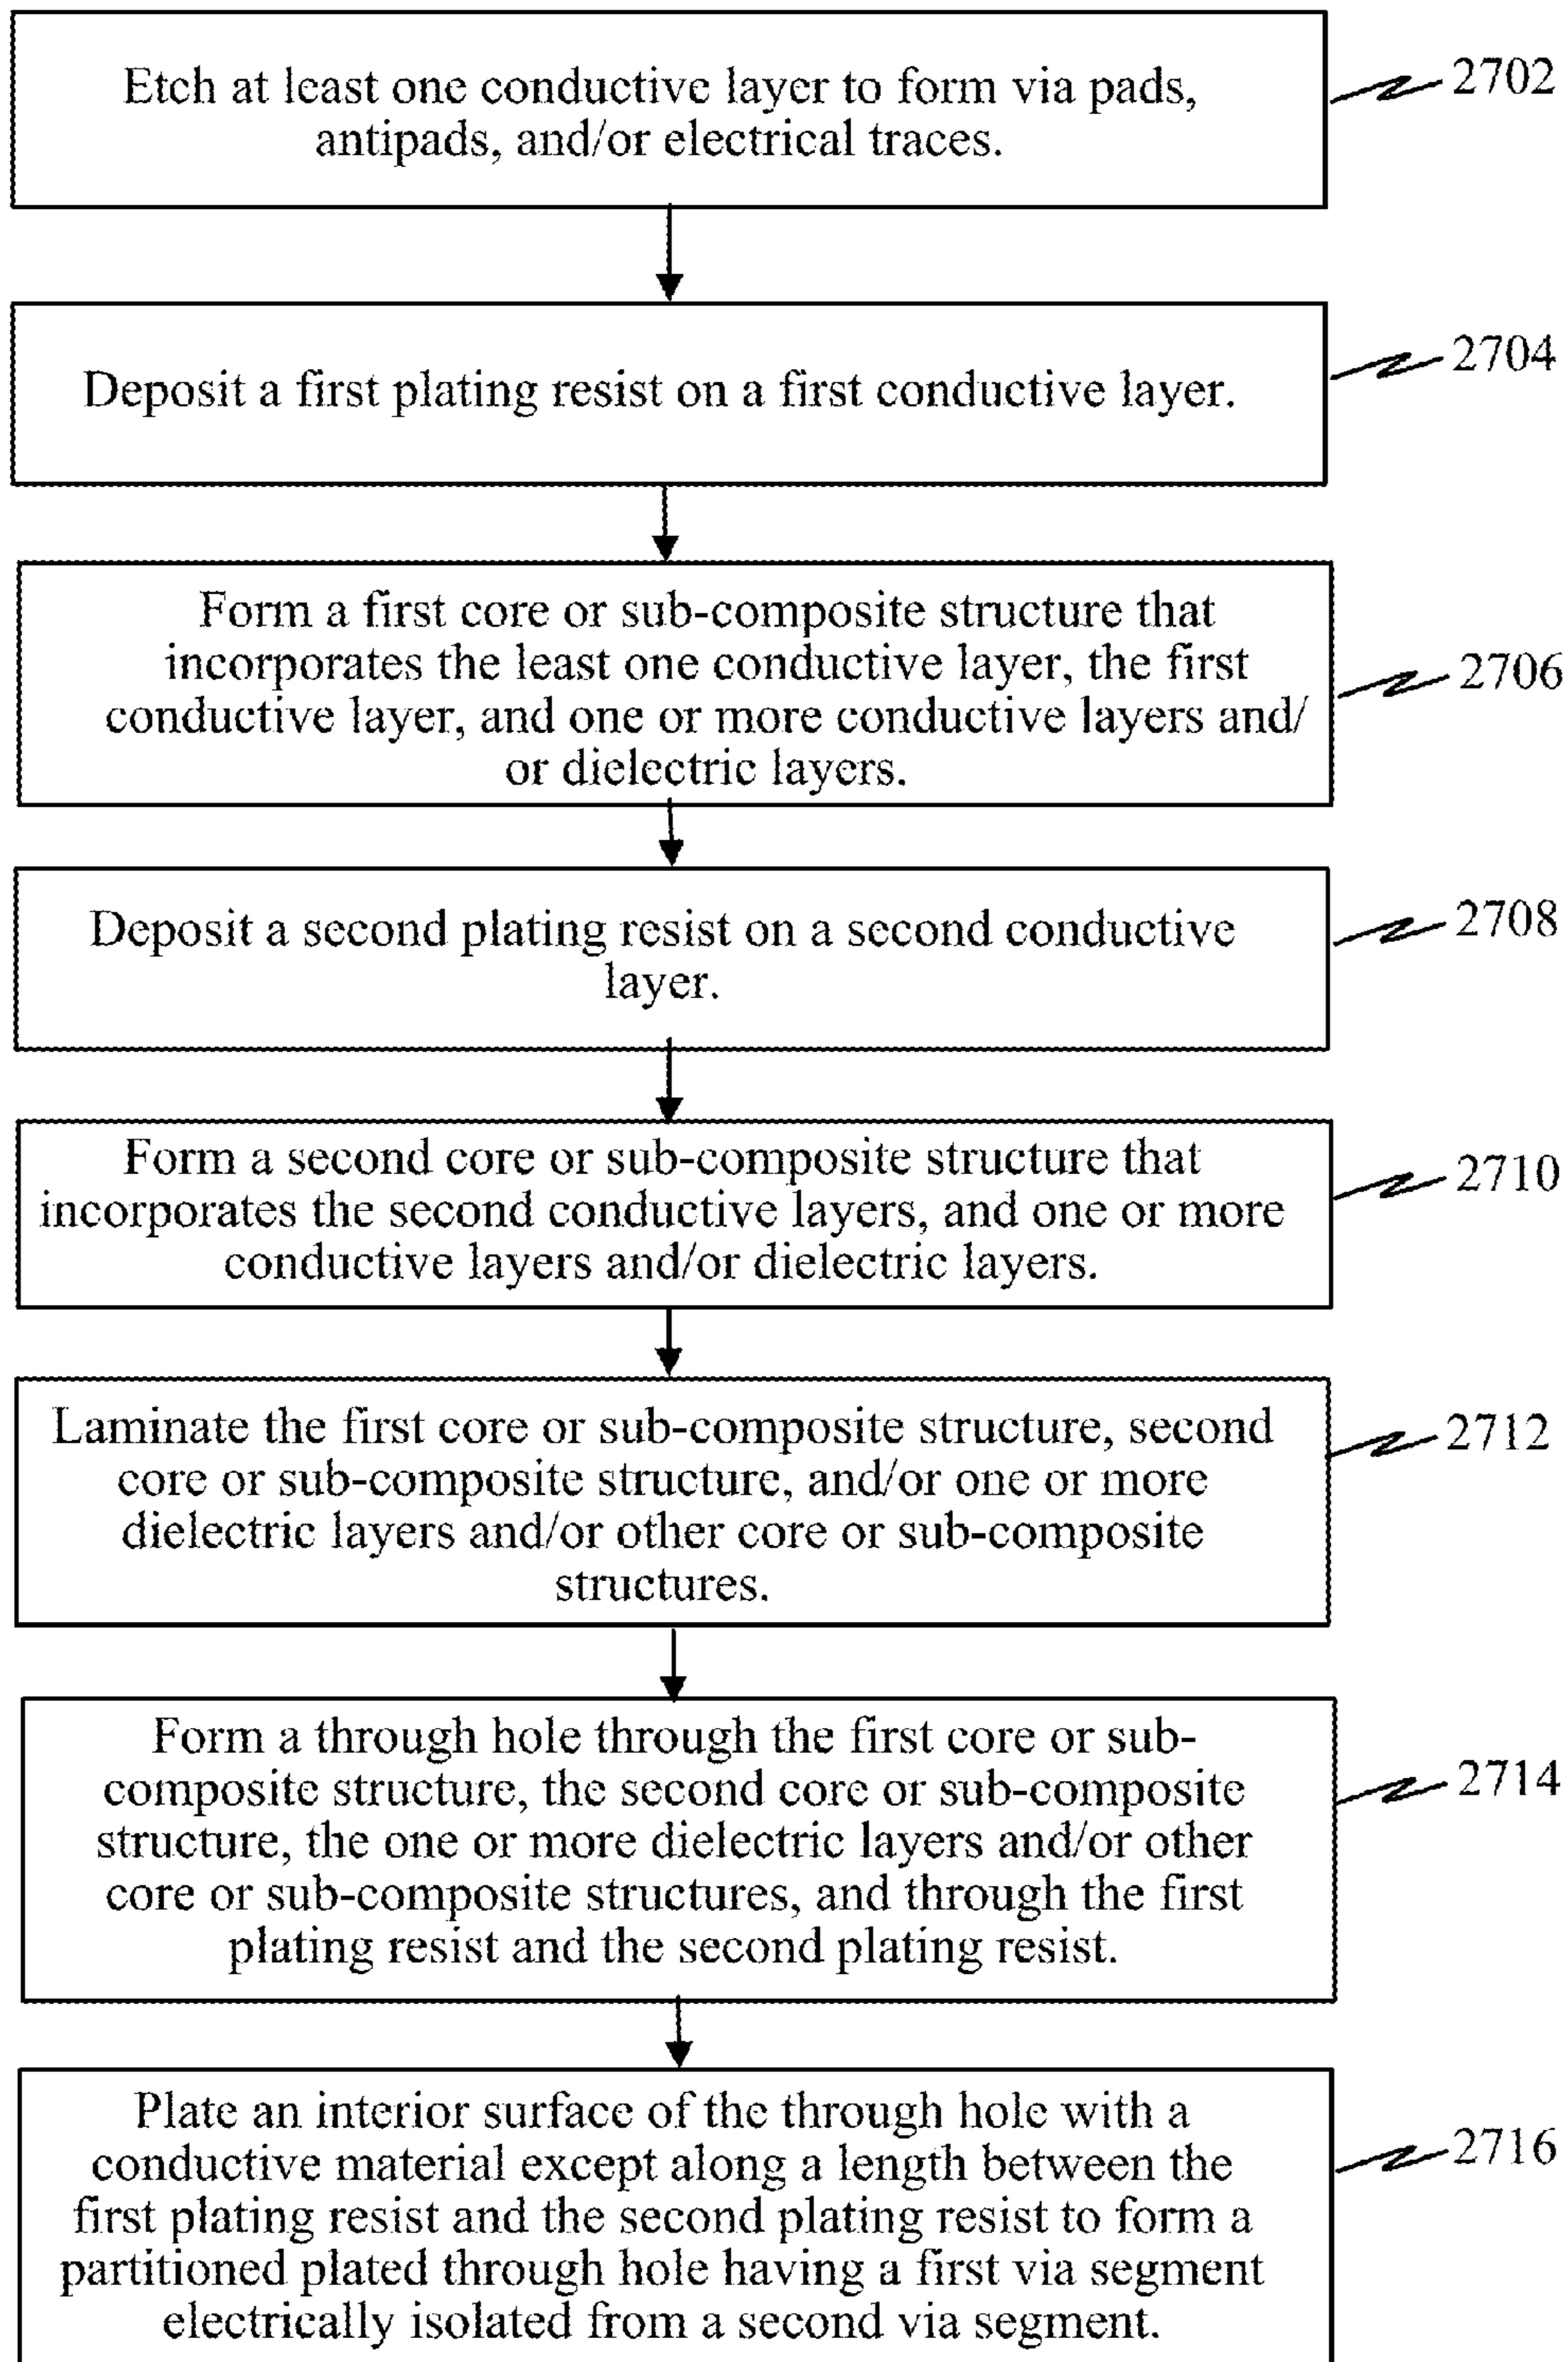 Etch at least one conductive layer to form via pads,
antipads, and/or electrical traces.
2702
Deposit a first plating resist on a first conductive layer.
2704
Form a first core or sub-composite structure that
incorporates the least one conductive layer, the first
conductive layer, and one or more conductive layers and/
or dielectric layers.
2706
Deposit a second plating resist on a second conductive
layer.
2708
Form a second core or sub-composite structure that
incorporates the second conductive layers, and one or more
conductive layers and/or dielectric layers.
2710
Laminate the first core or sub-composite structure, second
core or sub-composite structure, and/or one or more
dielectric layers and/or other core or sub-composite
structures.
2712
Form a through hole through the first core or sub-
composite structure, the second core or sub-composite
structure, the one or more dielectric layers and/or other
core or sub-composite structures, and through the first
plating resist and the second plating resist.
2714
Plate an interior surface of the through hole with a
conductive material except along a length between the
first plating resist and the second plating resist to form a
partitioned plated through hole having a first via segment
electrically isolated from a second via segment.
2716